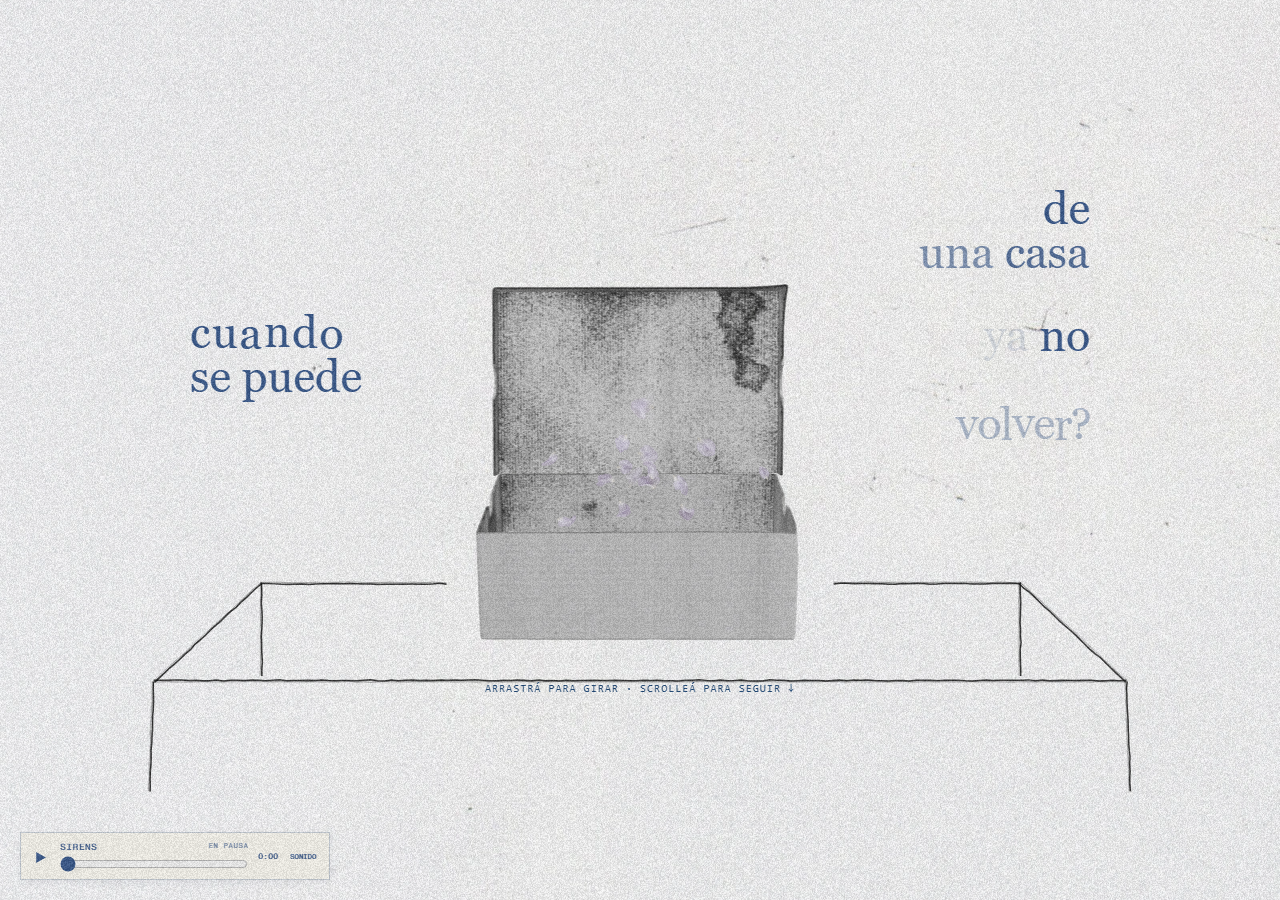 cuando
se puede
de
una casa
ya no
volver?
ARRASTRÁ PARA GIRAR · SCROLLEÁ PARA SEGUIR ↓
SIRENS
EN PAUSA
0:00
SONIDO